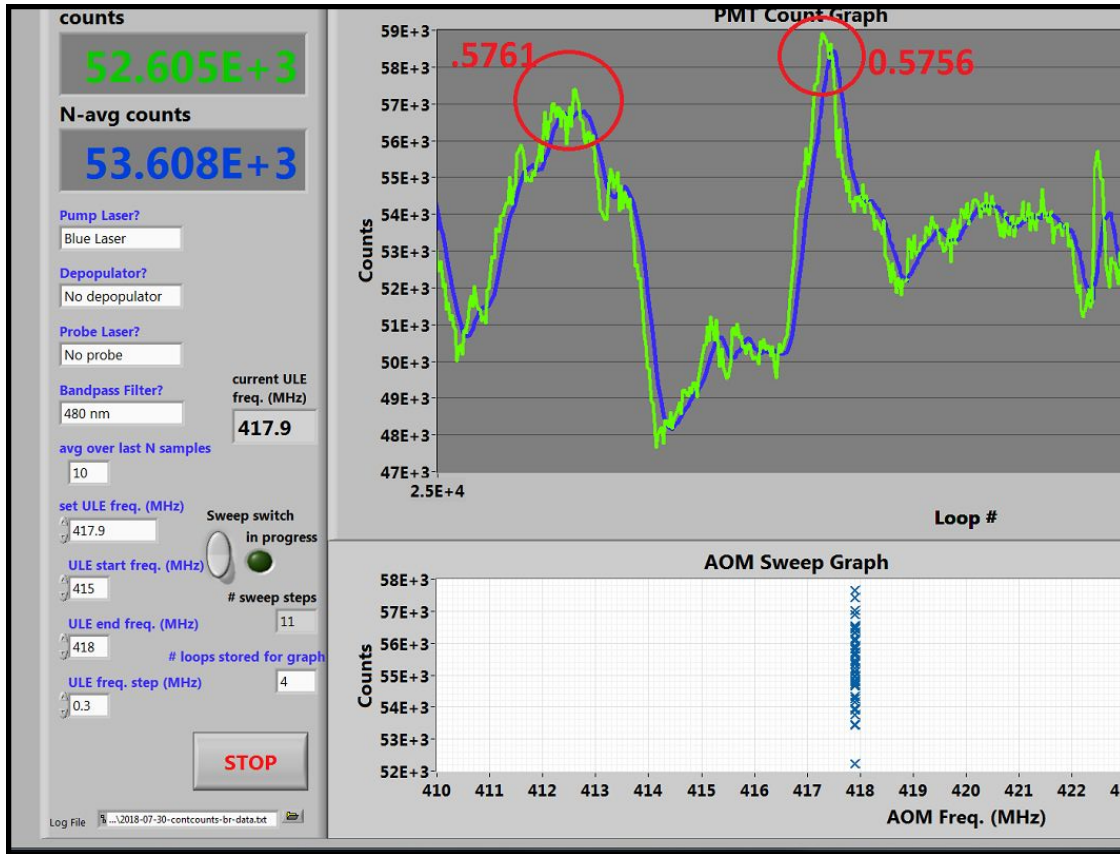 counts
52.605E+3
N-avg counts
53.608E+3
Pump Laser?
Blue Laser
Depopulator?
No depopulator
Probe Laser?
No probe
Bandpass Filter?
480 nm
current ULE
freq. (MHz)
417.9
avg over last N samples
10
set ULE freq. (MHz)
417.9
Sweep switch
in progress
ULE start freq. (MHz)
415
# sweep steps
11
ULE end freq. (MHz)
418
# loops stored for graph
4
ULE freq. step (MHz)
0.3
STOP
Log File
...\2018-07-30-contcounts-br-data.txt
PMT Count Graph
.5761
0.5756
59E+3
58E+3
57E+3
56E+3
55E+3
54E+3
53E+3
52E+3
51E+3
50E+3
49E+3
48E+3
47E+3
Counts
2.5E+4
Loop #
AOM Sweep Graph
58E+3
57E+3
56E+3
55E+3
54E+3
53E+3
52E+3
Counts
410 411 412 413 414 415 416 417 418 419 420 421 422 4
AOM Freq. (MHz)